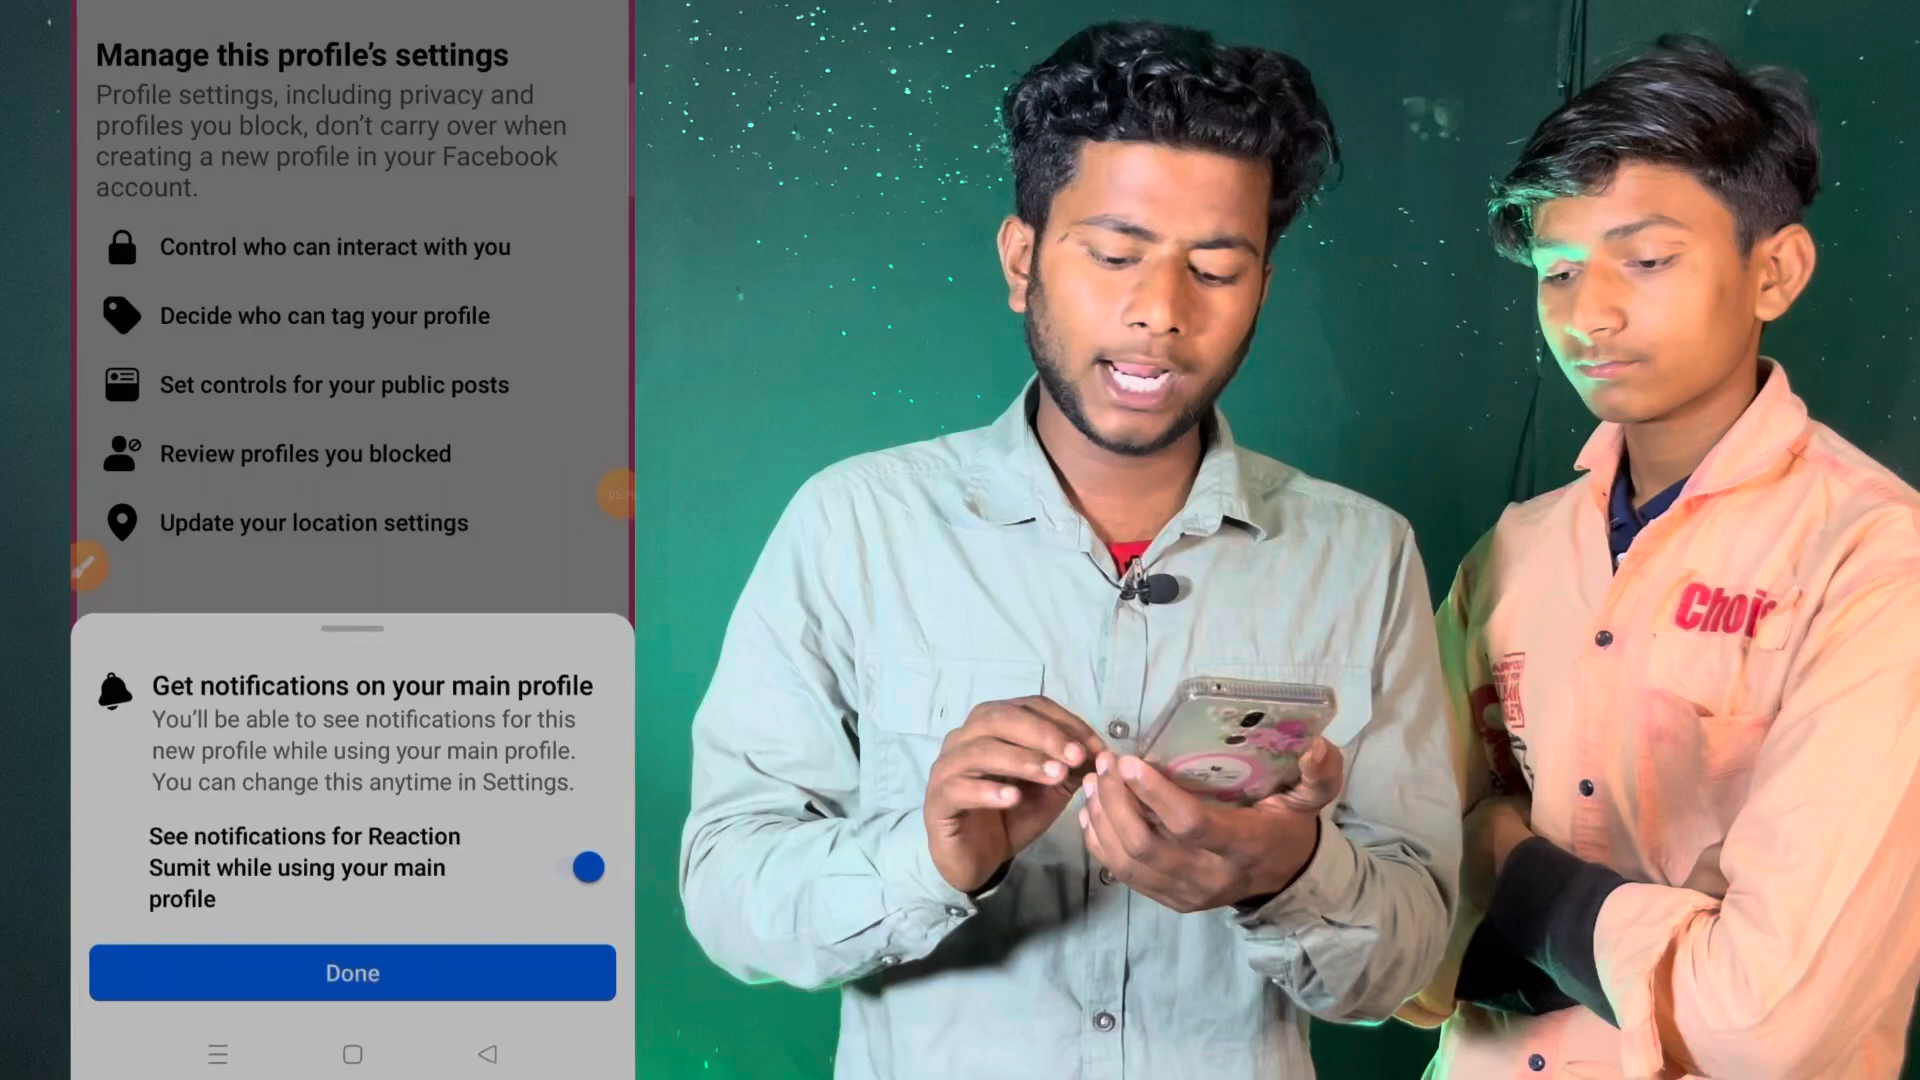 Manage this profile's settings
Profile settings, including privacy and
profiles you block, don't carry over when
creating a new profile in your Facebook
account.
Control who can interact with you
Decide who can tag your profile
Set controls for your public posts
Review profiles you blocked
Update your location settings
Get notifications on your main profile
You'll be able to see notifications for this
new profile while using your main profile.
You can change this anytime in Settings.
See notifications for Reaction
Sumit while using your main
profile
Done